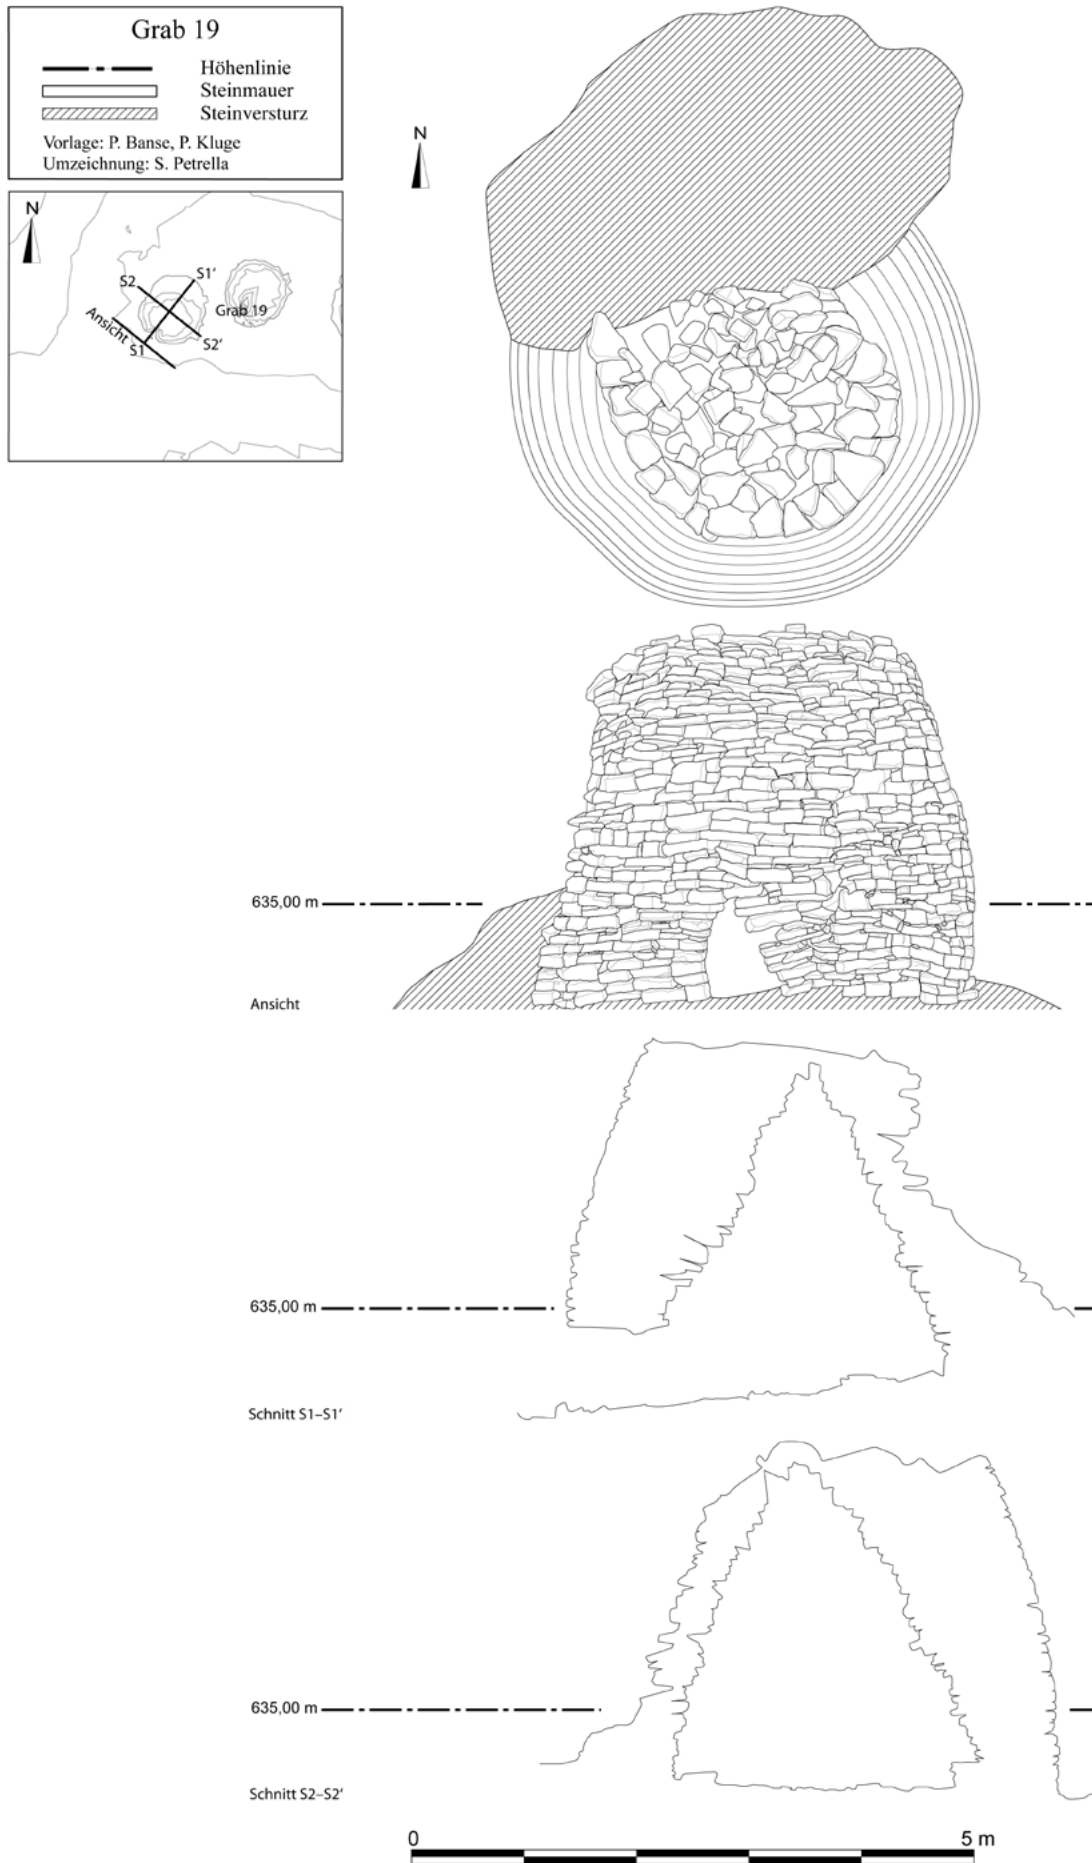 Grab 19
Höhenlinie
Steinmauer
Steinversturz
Vorlage: P. Banse, P. Kluge
Umzeichnung: S. Petrella
N
N
S2
S1'
Grab 19
Ansicht
S1
S2'
635,00 m
Ansicht
635,00 m
Schnitt S1–S1'
635,00 m
Schnitt S2–S2'
0 5 m